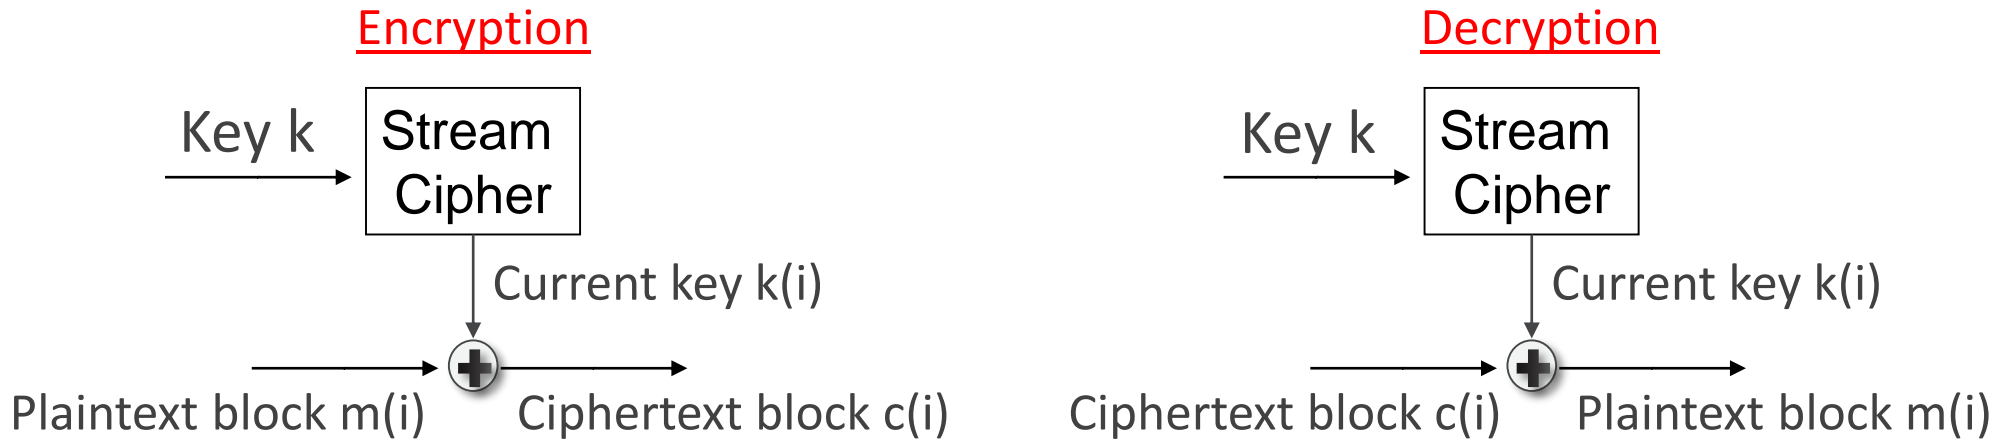 Encryption
Key k
Stream
Cipher
Current key k(i)
Plaintext block m(i)
Ciphertext block c(i)
Decryption
Key k
Stream
Cipher
Current key k(i)
Ciphertext block c(i)
Plaintext block m(i)